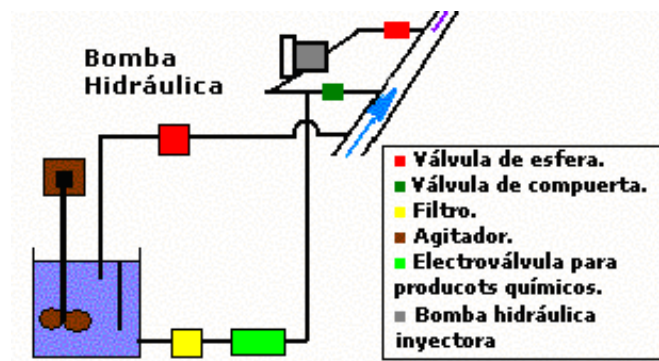 Bomba
Hidráulica
Válvula de esfera.
Válvula de compuerta.
Filtro.
Agitador.
Electroválvula para
producots químicos.
Bomba hidráulica
inyectora